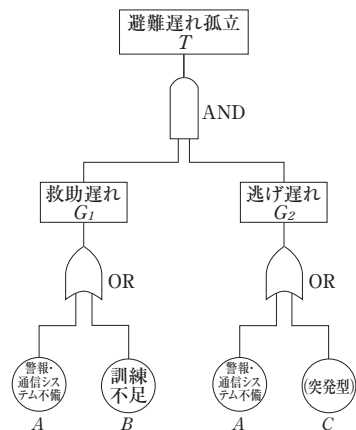 避難遅れ孤立
T
AND
救助遅れ
G1
逃げ遅れ
G2
OR
OR
警報・
通信シス
テム不備
訓練
不足
警報・
通信シス
テム不備
(突発型)
A
B
A
C